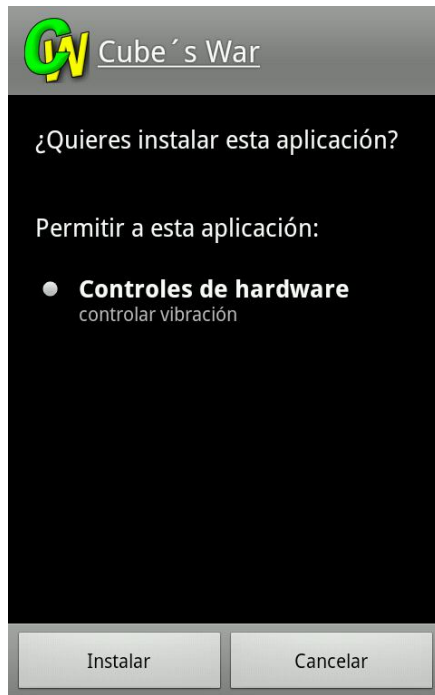 CW
Cube´s War
¿Quieres instalar esta aplicación?
Permitir a esta aplicación:
Controles de hardware
controlar vibración
Instalar
Cancelar